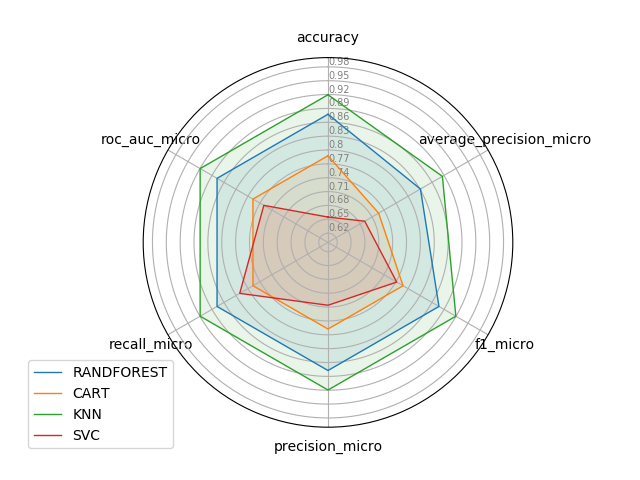 accuracy
0.98
0.95
0.92
0.89
0.86
0.83
0.8
0.77
0.74
0.71
0.68
0.65
0.62
roc_auc_micro
average_precision_micro
recall_micro
f1_micro
precision_micro
RANDFOREST
CART
KNN
SVC